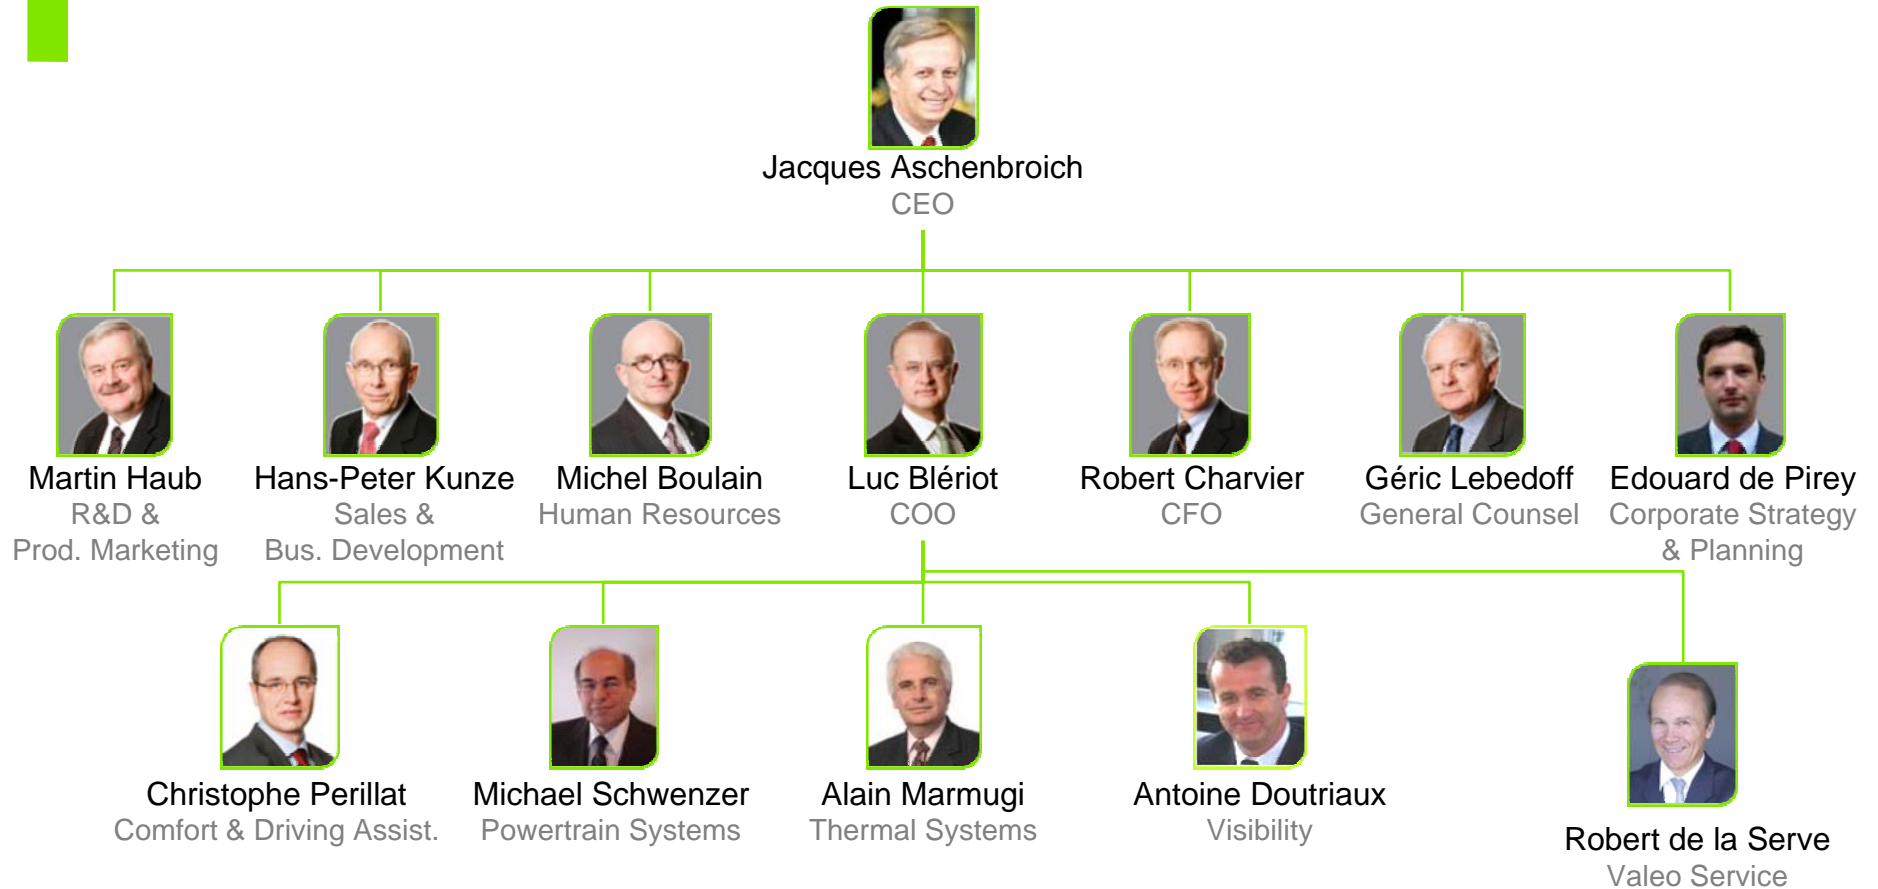 Jacques Aschenbroich
CEO
Martin Haub
R&D &
Prod. Marketing
Hans-Peter Kunze
Sales &
Bus. Development
Michel Boulain
Human Resources
Luc Blériot
COO
Robert Charvier
CFO
Géric Lebedoff
General Counsel
Edouard de Pirey
Corporate Strategy
& Planning
Christophe Perillat
Comfort & Driving Assist.
Michael Schwenzer
Powertrain Systems
Alain Marmugi
Thermal Systems
Antoine Doutriaux
Visibility
Robert de la Serve
Valeo Service